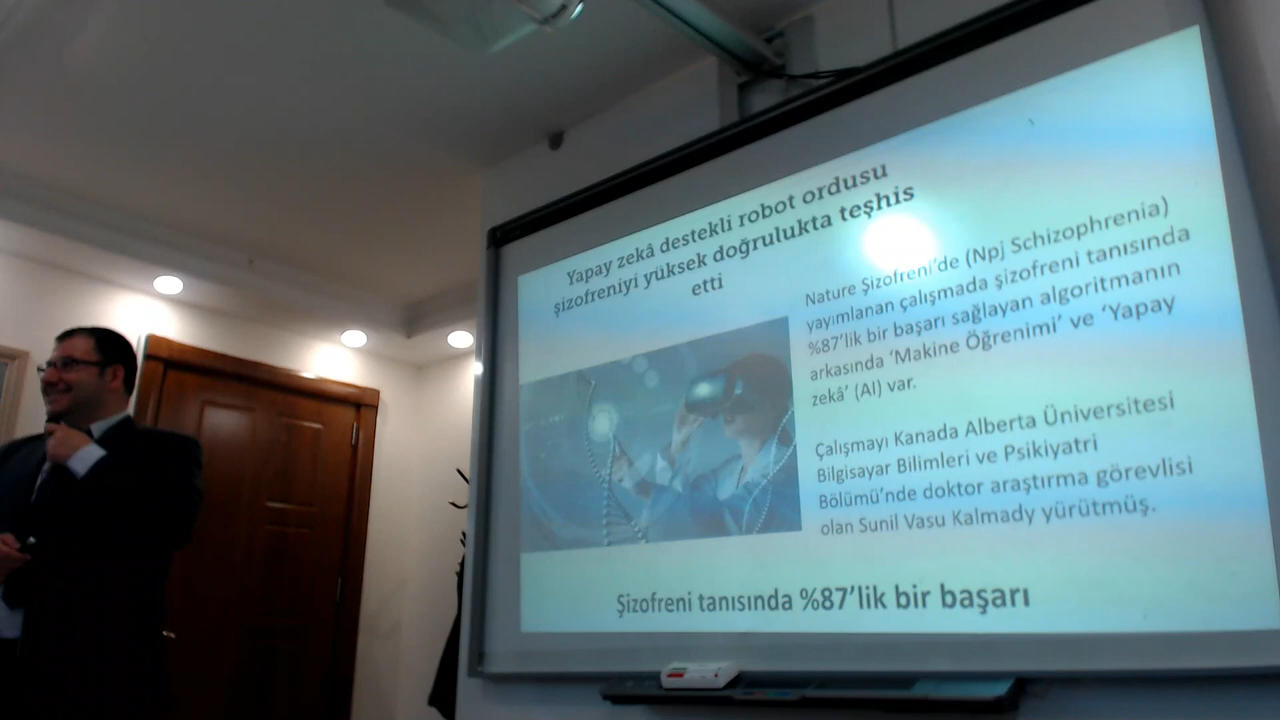 Yapay zekâ destekli robot ordusu
şizofreniyi yüksek doğrulukta teşhis
etti
Nature Şizofreni'de (Npj Schizophrenia)
yayımlanan çalışmada şizofreni tanısında
%87'lik bir başarı sağlayan algoritmanın
arkasında 'Makine Öğrenimi' ve 'Yapay
zekâ' (AI) var.
Çalışmayı Kanada Alberta Üniversitesi
Bilgisayar Bilimleri ve Psikiyatri
Bölümü'nde doktor araştırma görevlisi
olan Sunil Vasu Kalmady yürütmüş.
Şizofreni tanısında %87'lik bir başarı